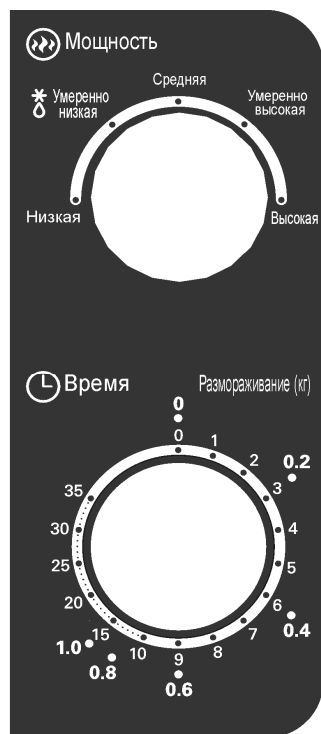 Мощность
Средняя
Умеренно
низкая
Умеренно
высокая
Низкая
Высокая
Время
Размораживание (кг)
0
0
1
2
0.2
3
4
5
6
0.4
7
8
9
0.6
10
0.8
15
1.0
20
25
30
35